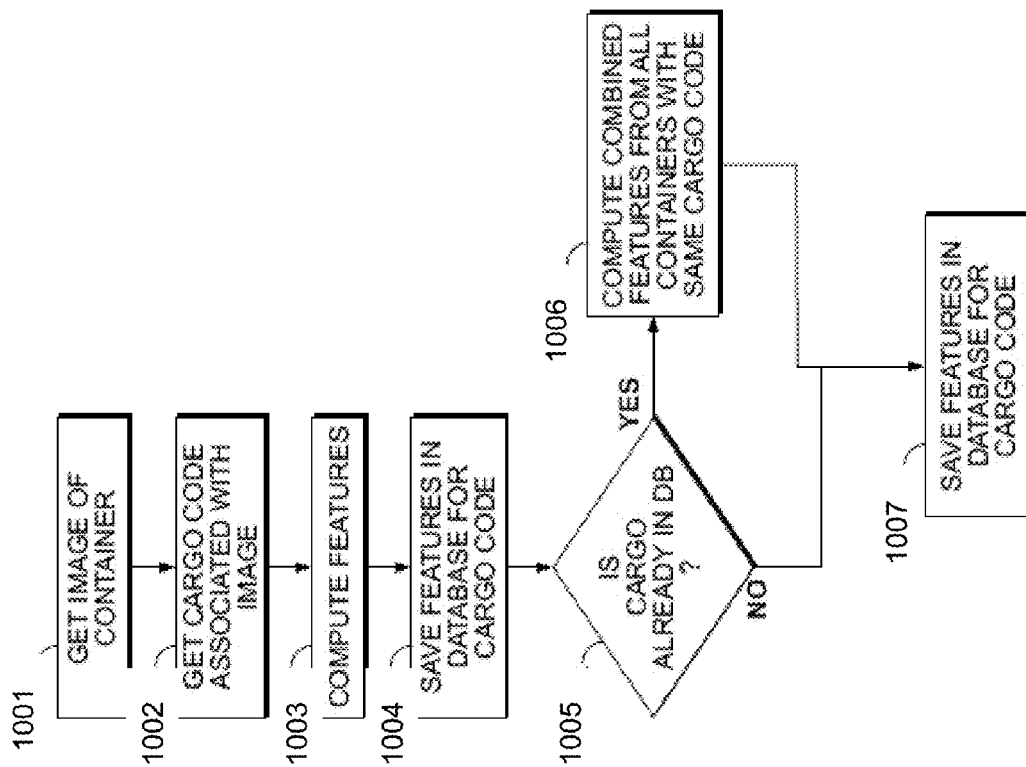 1001
GET IMAGE OF
CONTAINER
1002
GET CARGO CODE
ASSOCIATED WITH
IMAGE
1003
COMPUTE FEATURES
1004
SAVE FEATURES IN
DATABASE FOR
CARGO CODE
1005
IS
CARGO
ALREADY IN DB
?
YES
NO
1006
COMPUTE COMBINED
FEATURES FROM ALL
CONTAINERS WITH
SAME CARGO CODE
1007
SAVE FEATURES IN
DATABASE FOR
CARGO CODE